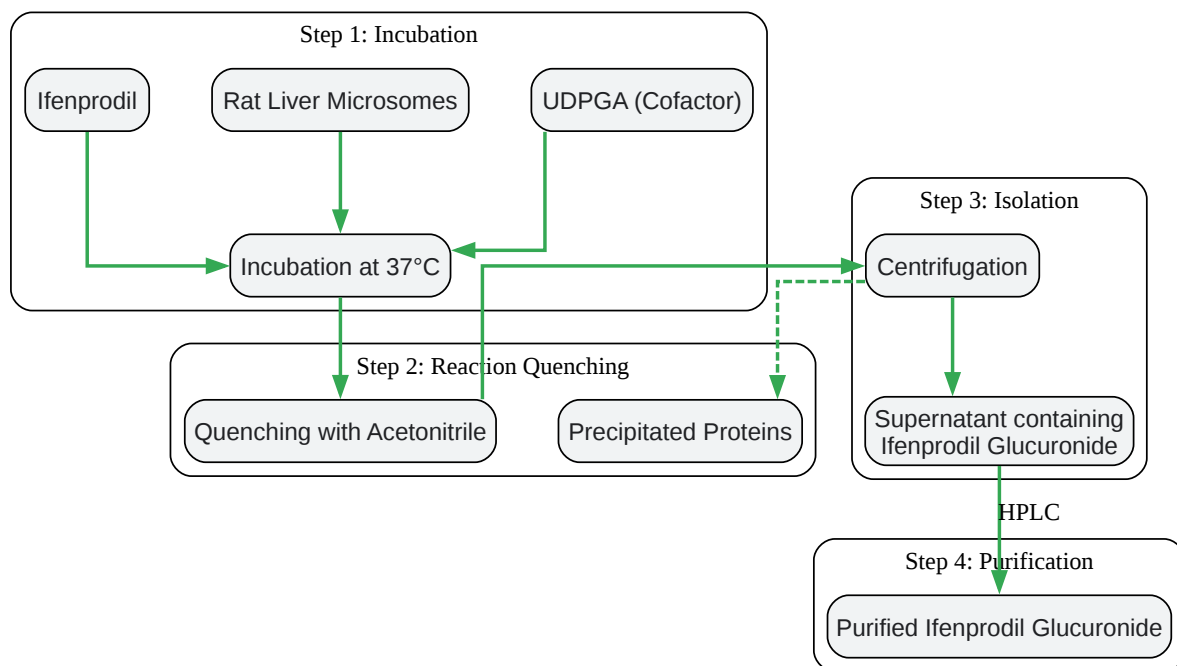 Step 1: Incubation
Ifenprodil
Rat Liver Microsomes
UDPGA (Cofactor)
Incubation at 37°C
Step 2: Reaction Quenching
Quenching with Acetonitrile
Precipitated Proteins
Step 3: Isolation
Centrifugation
Supernatant containing
Ifenprodil Glucuronide
HPLC
Step 4: Purification
Purified Ifenprodil Glucuronide